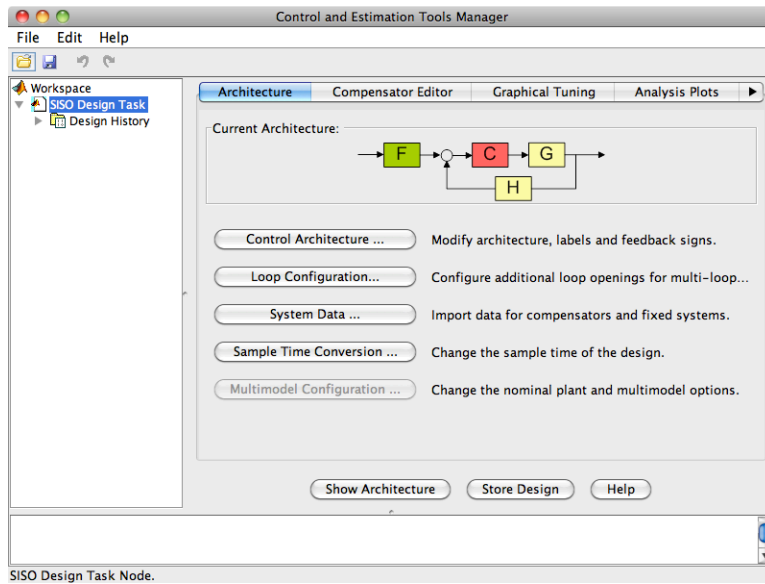 Control and Estimation Tools Manager
File Edit Help
Workspace
SISO Design Task
Design History
Architecture Compensator Editor Graphical Tuning Analysis Plots
Current Architecture:
F C G
H
Control Architecture ... Modify architecture, labels and feedback signs.
Loop Configuration... Configure additional loop openings for multi-loop...
System Data ... Import data for compensators and fixed systems.
Sample Time Conversion ... Change the sample time of the design.
Multimodel Configuration ... Change the nominal plant and multimodel options.
Show Architecture Store Design Help
SISO Design Task Node.